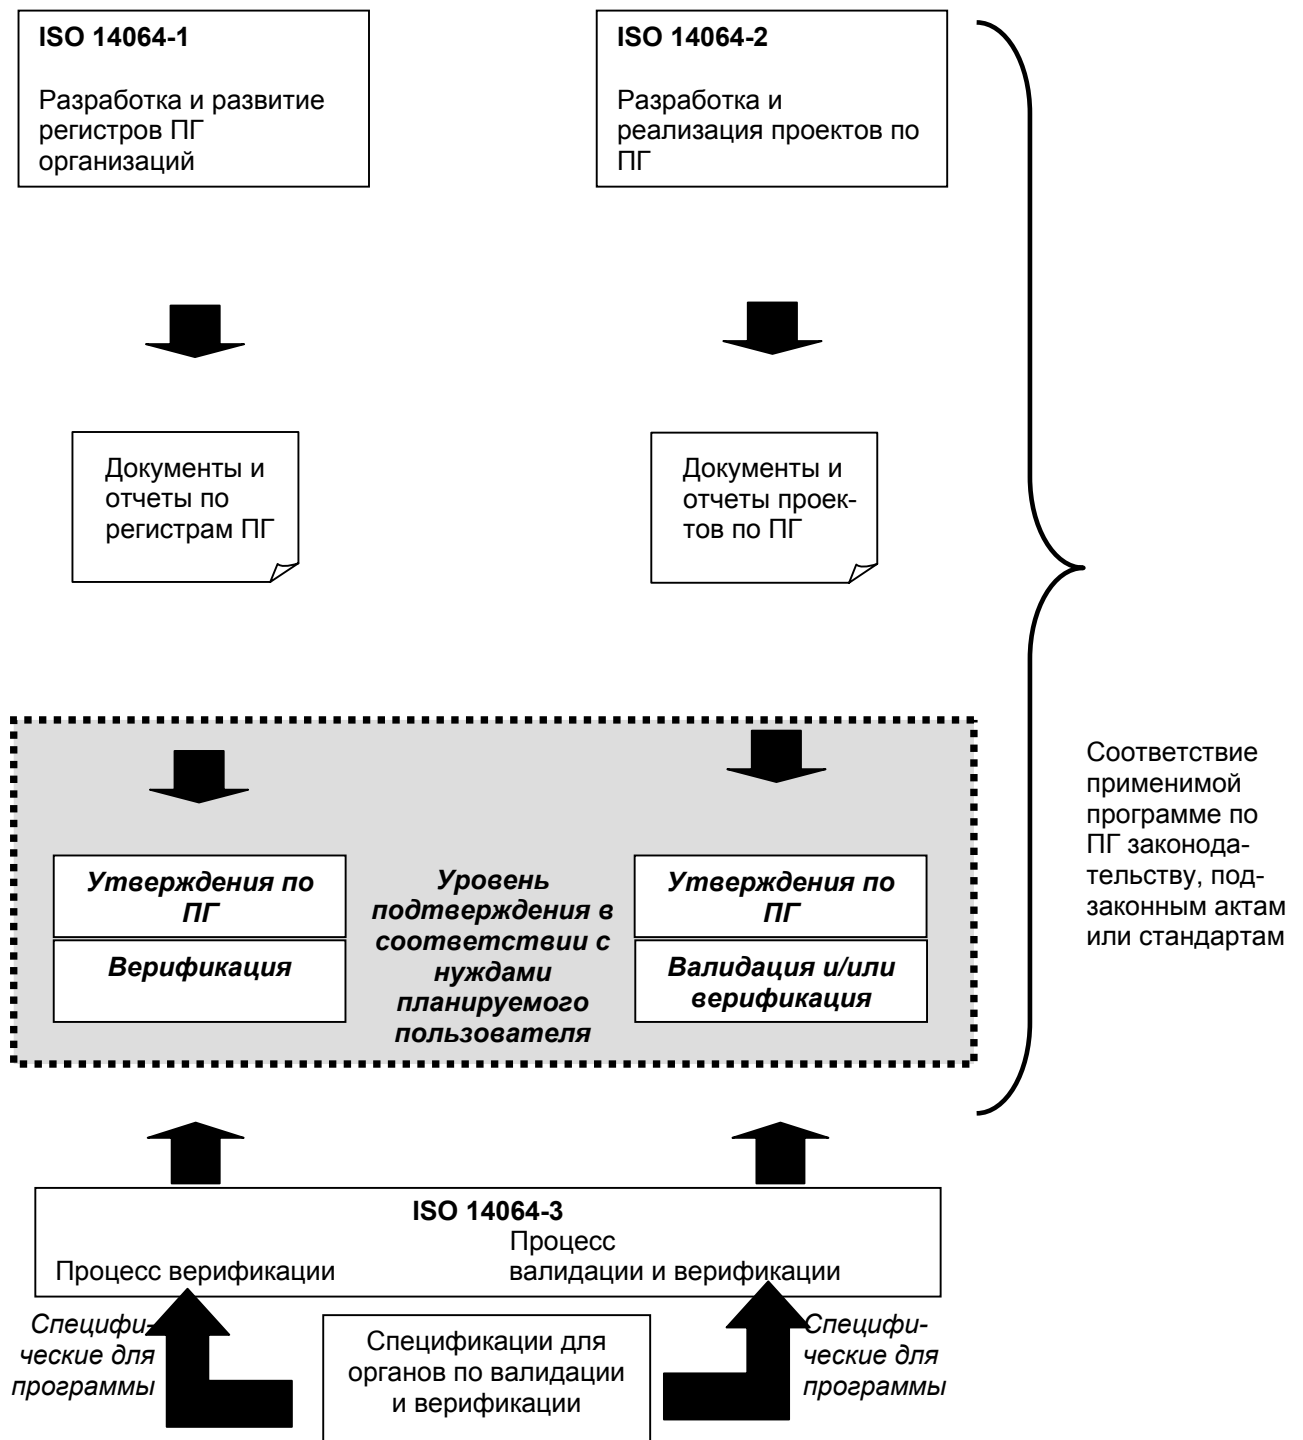 ISO 14064-1
Разработка и развитие
регистров ПГ
организаций
ISO 14064-2
Разработка и
реализация проектов по
ПГ
Документы и
отчеты по
регистрам ПГ
Документы и
отчеты проек-
тов по ПГ
Утверждения по
ПГ
Верификация
Уровень
подтверждения в
соответствии с
нуждами
планируемого
пользователя
Утверждения по
ПГ
Валидация и/или
верификация
Соответствие
применимой
программе по
ПГ законода-
тельству, под-
законным актам
или стандартам
ISO 14064-3
Процесс верификации
Процесс
валидации и верификации
Специфи-
ческие для
программы
Спецификации для
органов по валидации
и верификации
Специфи-
ческие для
программы